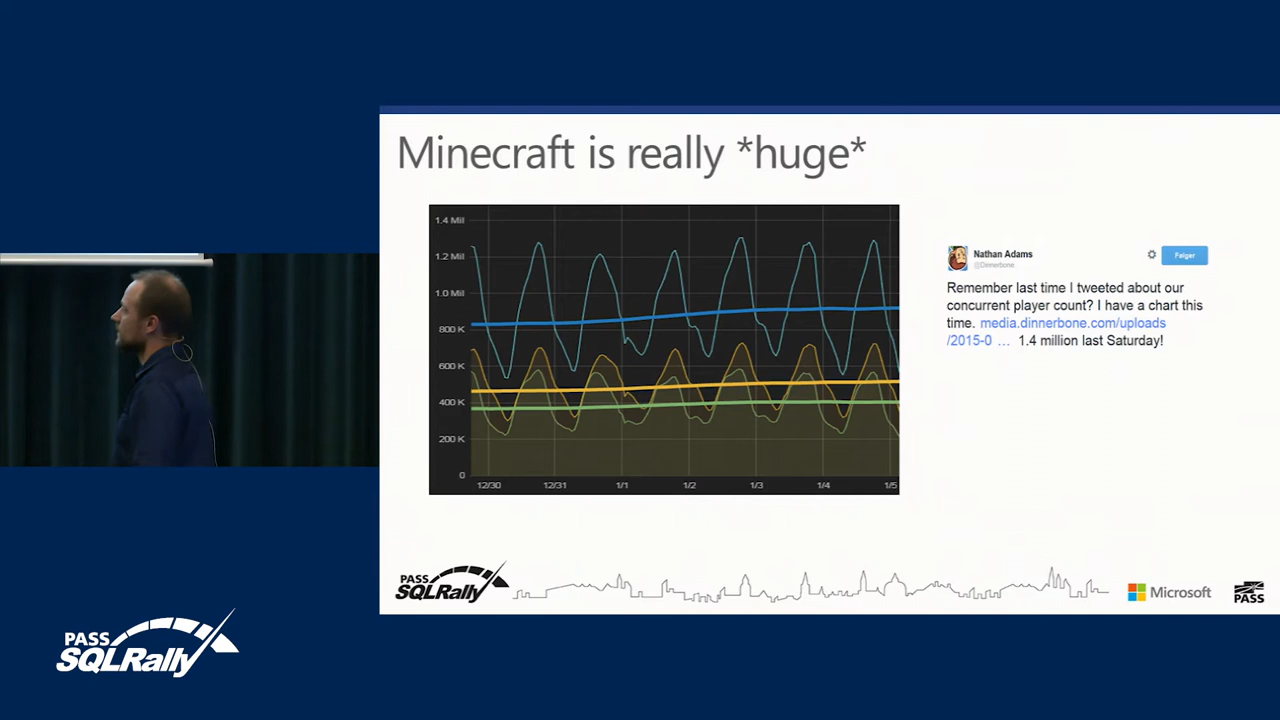 Minecraft is really *huge*
1.4 Mil
1.2 Mil
1.0 Mil
800 K
600 K
400 K
200 K
0
12/30
12/31
1/1
1/2
1/3
1/4
1/5
Nathan Adams
@Dinnerbone
Folger
Remember last time I tweeted about our
concurrent player count? I have a chart this
time. media.dinnerbone.com/uploads
/2015-0 … 1.4 million last Saturday!
PASS
SQLRally
Microsoft
PASS
PASS
SQLRally